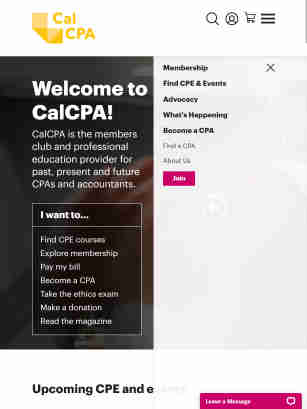 Cal
CPA
Membership
Find CPE & Events
Advocacy
What's Happening
Become a CPA
Find a CPA
About Us
Join
Welcome to
CalCPA!
CalCPA is the members
club and professional
education provider for
past, present and future
CPAs and accountants.
I want to...
Find CPE courses
Explore membership
Pay my bill
Become a CPA
Take the ethics exam
Make a donation
Read the magazine
Upcoming CPE and events
Leave a Message